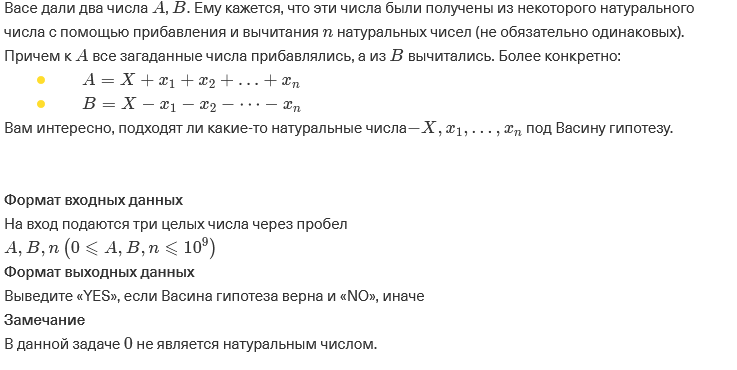 Васе дали два числа A, B. Ему кажется, что эти числа были получены из некоторого натурального
числа с помощью прибавления и вычитания n натуральных чисел (не обязательно одинаковых).
Причем к A все загаданные числа прибавлялись, а из B вычитались. Более конкретно:
A = X + x₁ + x₂ + … + xₙ
B = X − x₁ − x₂ − ⋯ − xₙ
Вам интересно, подходят ли какие-то натуральные числа−X, x₁, …, xₙ под Васину гипотезу.
Формат входных данных
На вход подаются три целых числа через пробел
A, B, n (0 ⩽ A, B, n ⩽ 10⁹)
Формат выходных данных
Выведите «YES», если Васина гипотеза верна и «NO», иначе
Замечание
В данной задаче 0 не является натуральным числом.